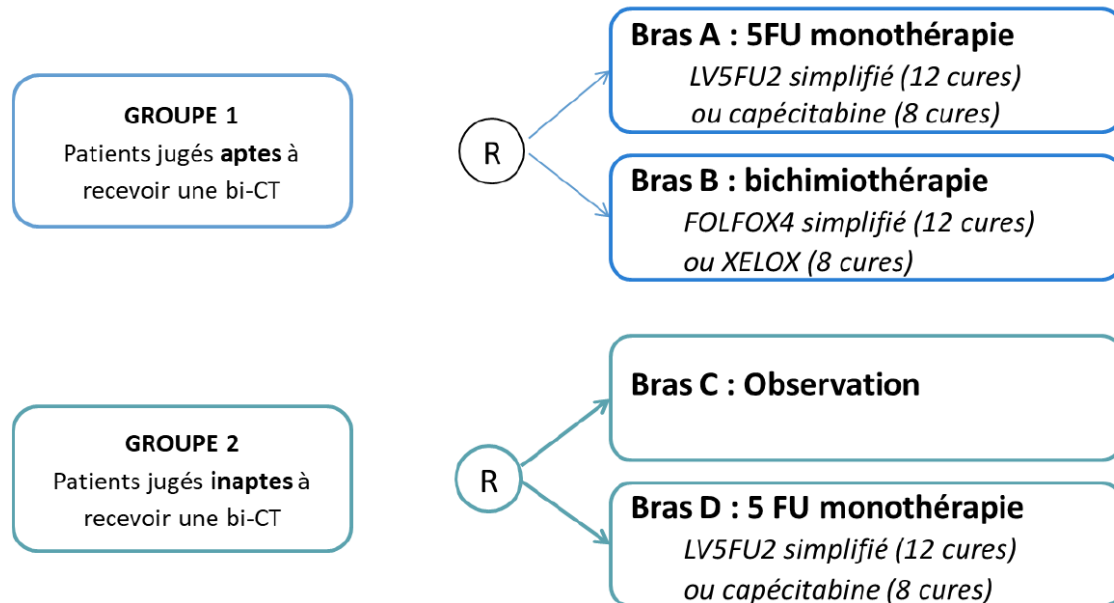 GROUPE 1
Patients jugés aptes à
recevoir une bi-CT
R
Bras A : 5FU monothérapie
LV5FU2 simplifié (12 cures)
ou capécitabine (8 cures)
Bras B : bichimiothérapie
FOLFOX4 simplifié (12 cures)
ou XELOX (8 cures)
GROUPE 2
Patients jugés inaptes à
recevoir une bi-CT
R
Bras C : Observation
Bras D : 5 FU monothérapie
LV5FU2 simplifié (12 cures)
ou capécitabine (8 cures)